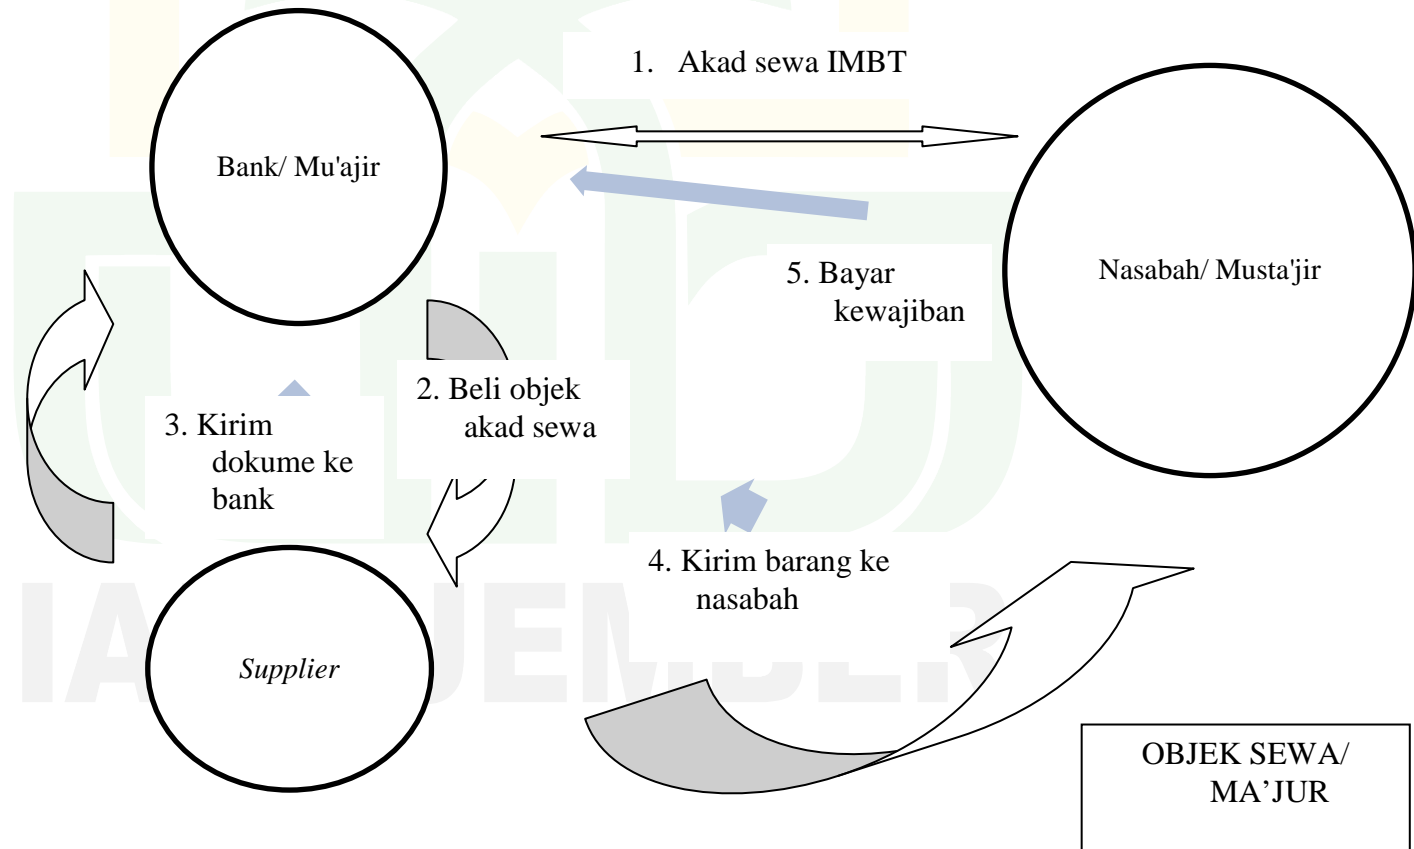 1. Akad sewa IMBT
Bank/ Mu'ajir
Nasabah/ Musta'jir
5. Bayar
kewajiban
2. Beli objek
akad sewa
3. Kirim
dokume ke
bank
4. Kirim barang ke
nasabah
Supplier
OBJEK SEWA/
MA’JUR